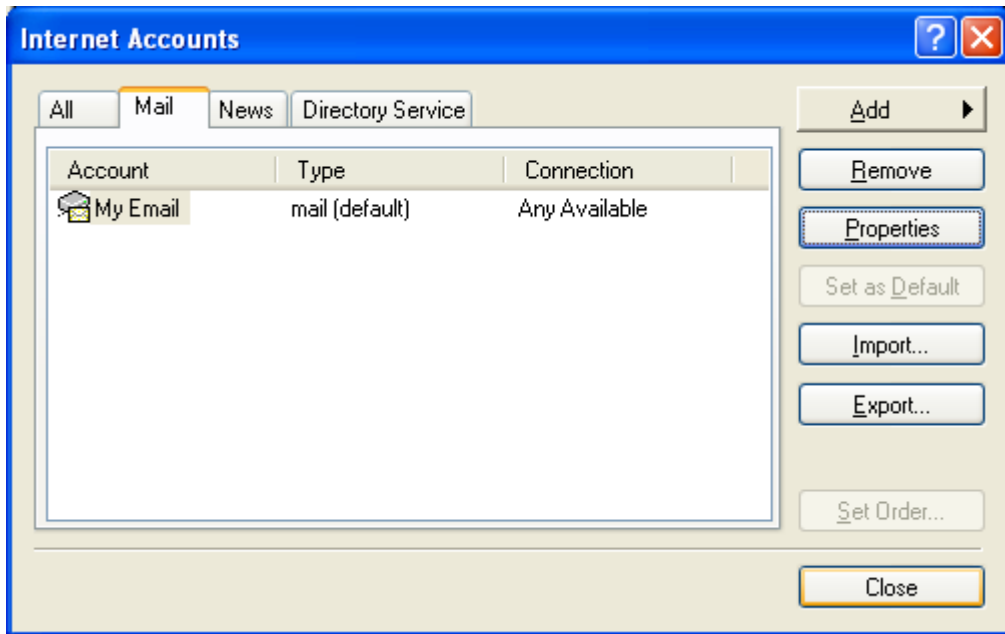 Internet Accounts
All Mail News Directory Service
Add
Account Type Connection
Remove
My Email mail (default) Any Available
Properties
Set as Default
Import...
Export...
Set Order...
Close